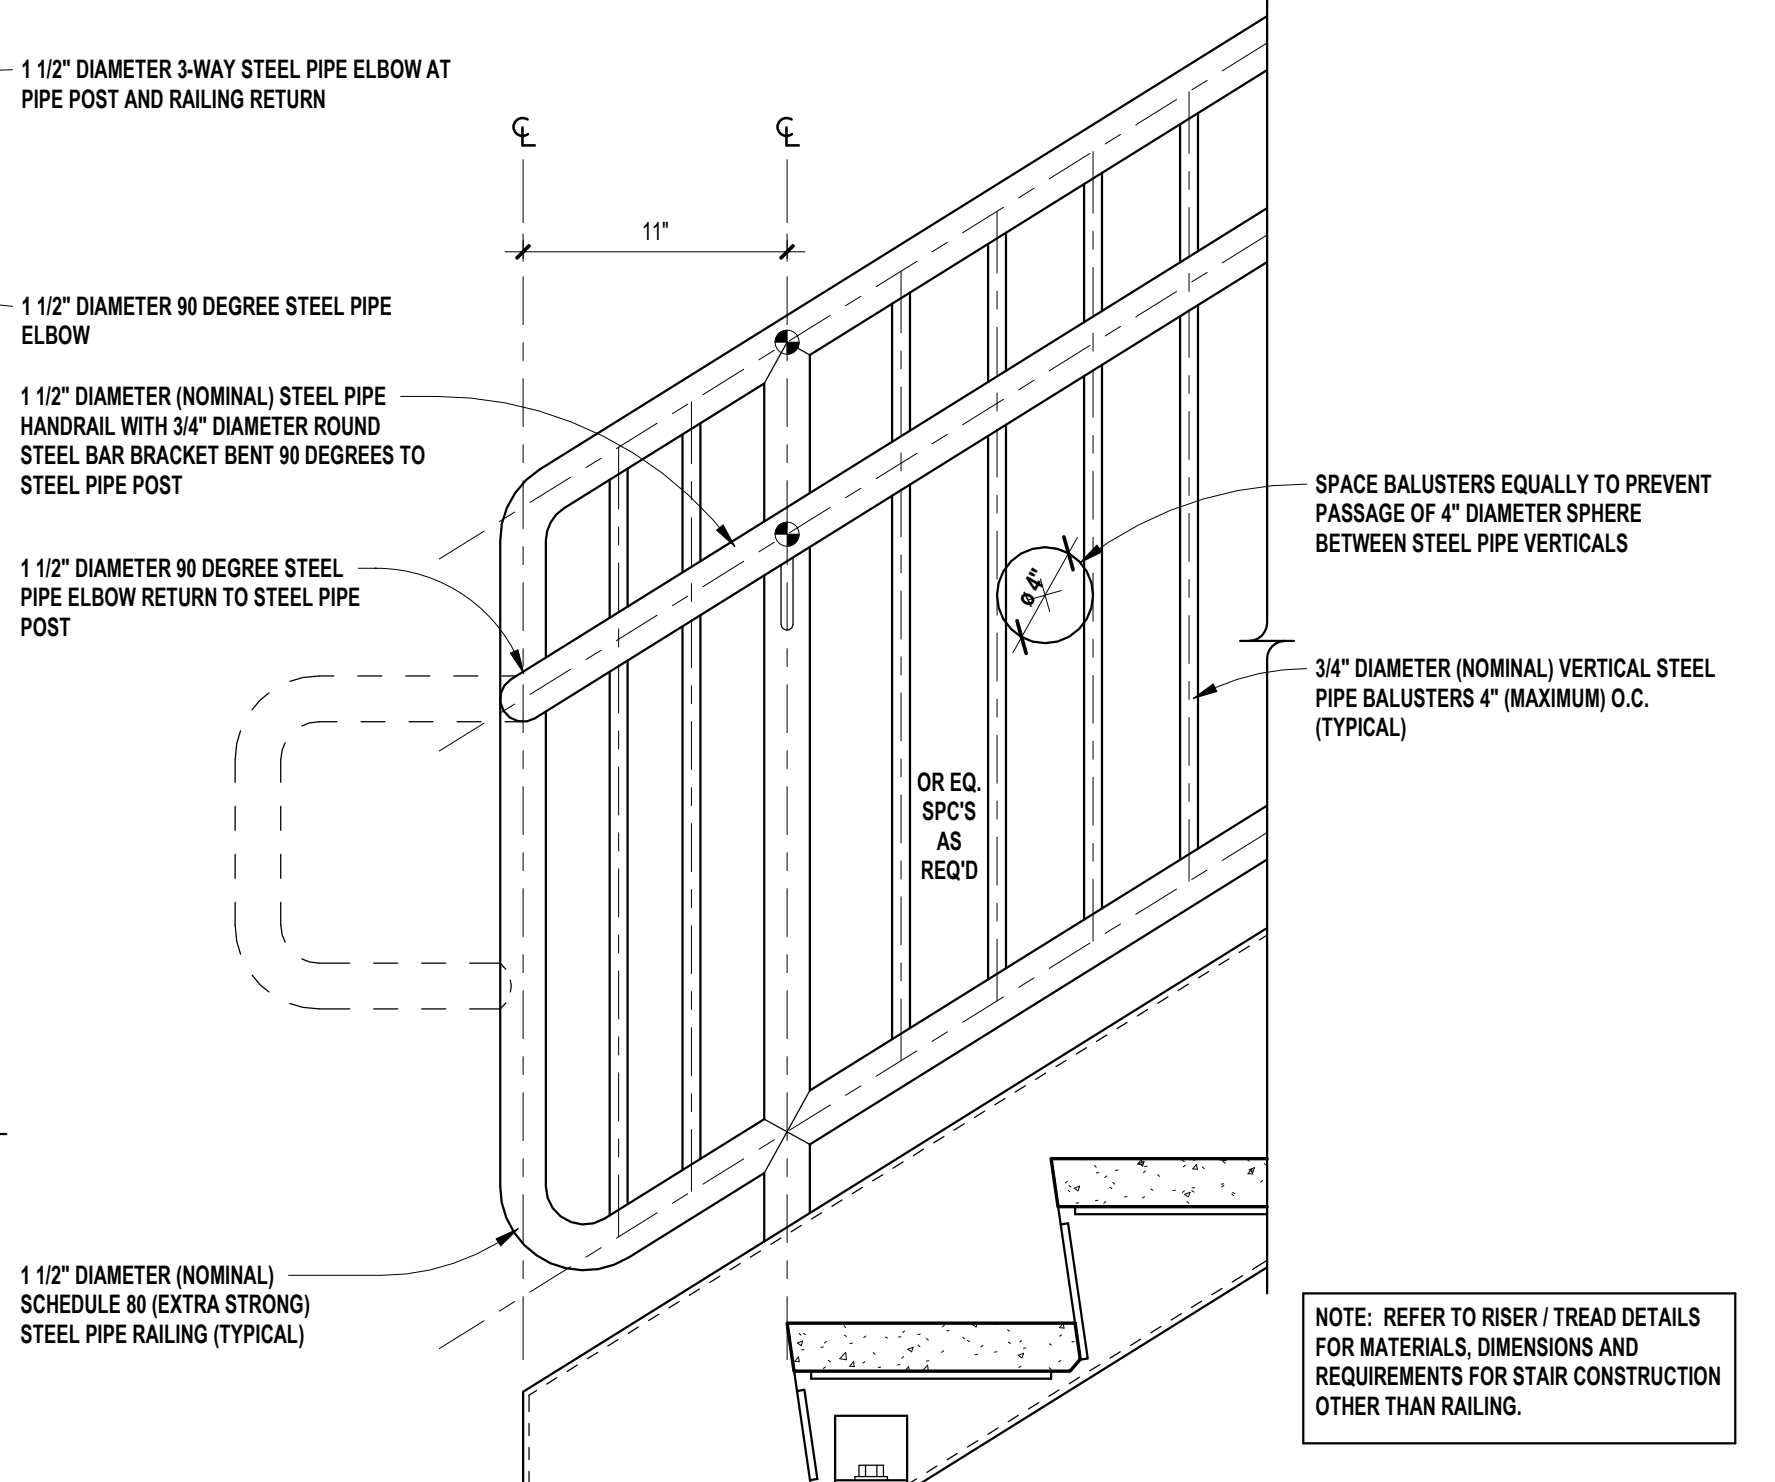 1 1/2" DIAMETER 3-WAY STEEL PIPE ELBOW AT
PIPE POST AND RAILING RETURN
℄
℄
11"
1 1/2" DIAMETER 90 DEGREE STEEL PIPE
ELBOW
1 1/2" DIAMETER (NOMINAL) STEEL PIPE
HANDRAIL WITH 3/4" DIAMETER ROUND
STEEL BAR BRACKET BENT 90 DEGREES TO
STEEL PIPE POST
1 1/2" DIAMETER 90 DEGREE STEEL
PIPE ELBOW RETURN TO STEEL PIPE
POST
SPACE BALUSTERS EQUALLY TO PREVENT
PASSAGE OF 4" DIAMETER SPHERE
BETWEEN STEEL PIPE VERTICALS
Ø 4"
3/4" DIAMETER (NOMINAL) VERTICAL STEEL
PIPE BALUSTERS 4" (MAXIMUM) O.C.
(TYPICAL)
OR EQ.
SPC'S
AS
REQ'D
1 1/2" DIAMETER (NOMINAL)
SCHEDULE 80 (EXTRA STRONG)
STEEL PIPE RAILING (TYPICAL)
NOTE:  REFER TO RISER / TREAD DETAILS
FOR MATERIALS, DIMENSIONS AND
REQUIREMENTS FOR STAIR CONSTRUCTION
OTHER THAN RAILING.